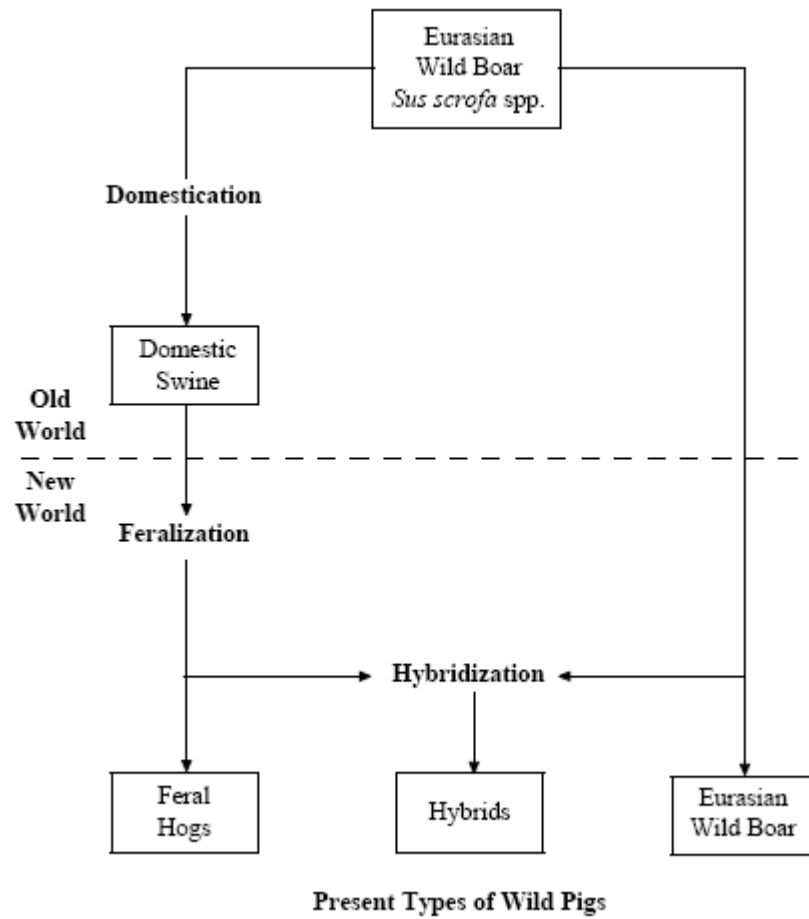 Eurasian
Wild Boar
Sus scrofa spp.
Domestication
Domestic
Swine
Old
World
New
World
Feralization
Hybridization
Feral
Hogs
Hybrids
Eurasian
Wild Boar
Present Types of Wild Pigs